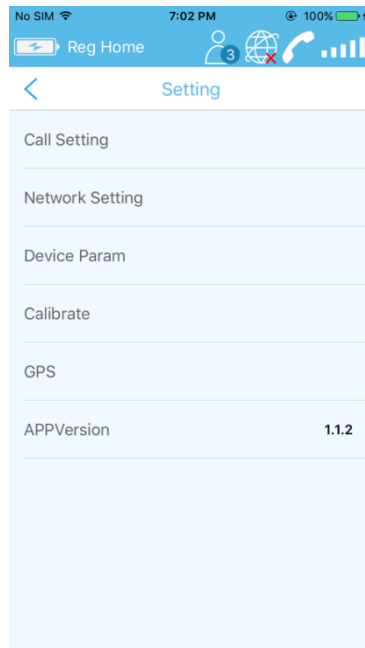 No SIM 7:02 PM 100%
Reg Home 3
Setting
Call Setting
Network Setting
Device Param
Calibrate
GPS
APPVersion 1.1.2